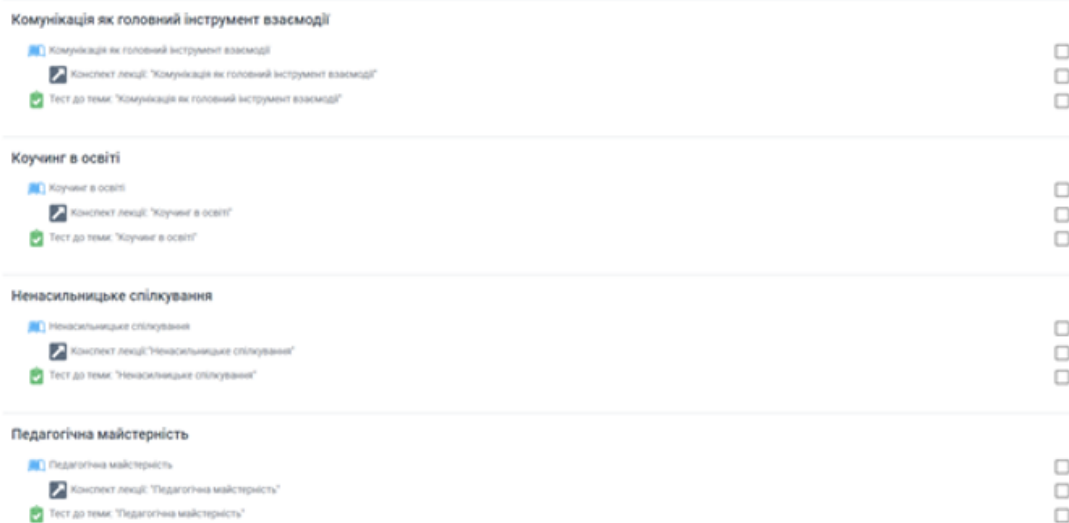 Комунікація як головний інструмент взаємодії
Комунікація як головний інструмент взаємодії
Конспект лекції: "Комунікація як головний інструмент взаємодії"
Тест до теми: "Комунікація як головний інструмент взаємодії"
Коучинг в освіті
Коучинг в освіті
Конспект лекції: "Коучинг в освіті"
Тест до теми: "Коучинг в освіті"
Ненасильницьке спілкування
Ненасильницьке спілкування
Конспект лекції:"Ненасильницьке спілкування"
Тест до теми: "Ненасилницьке спілкування"
Педагогічна майстерність
Педагогічна майстерність
Конспект лекції: "Педагогічна майстерність"
Тест до теми: "Педагогічна майстерність"